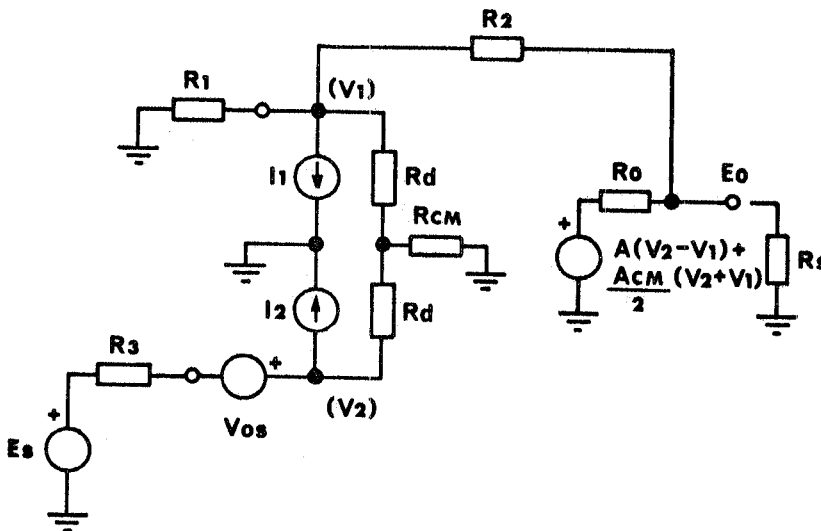 R2
R1
(V1)
I1
Rd
RCM
Ro
Eo
+
A(V2-V1)+
ACM
2
(V2+V1)
I2
Rd
R3
+
Vos
(V2)
+
Es